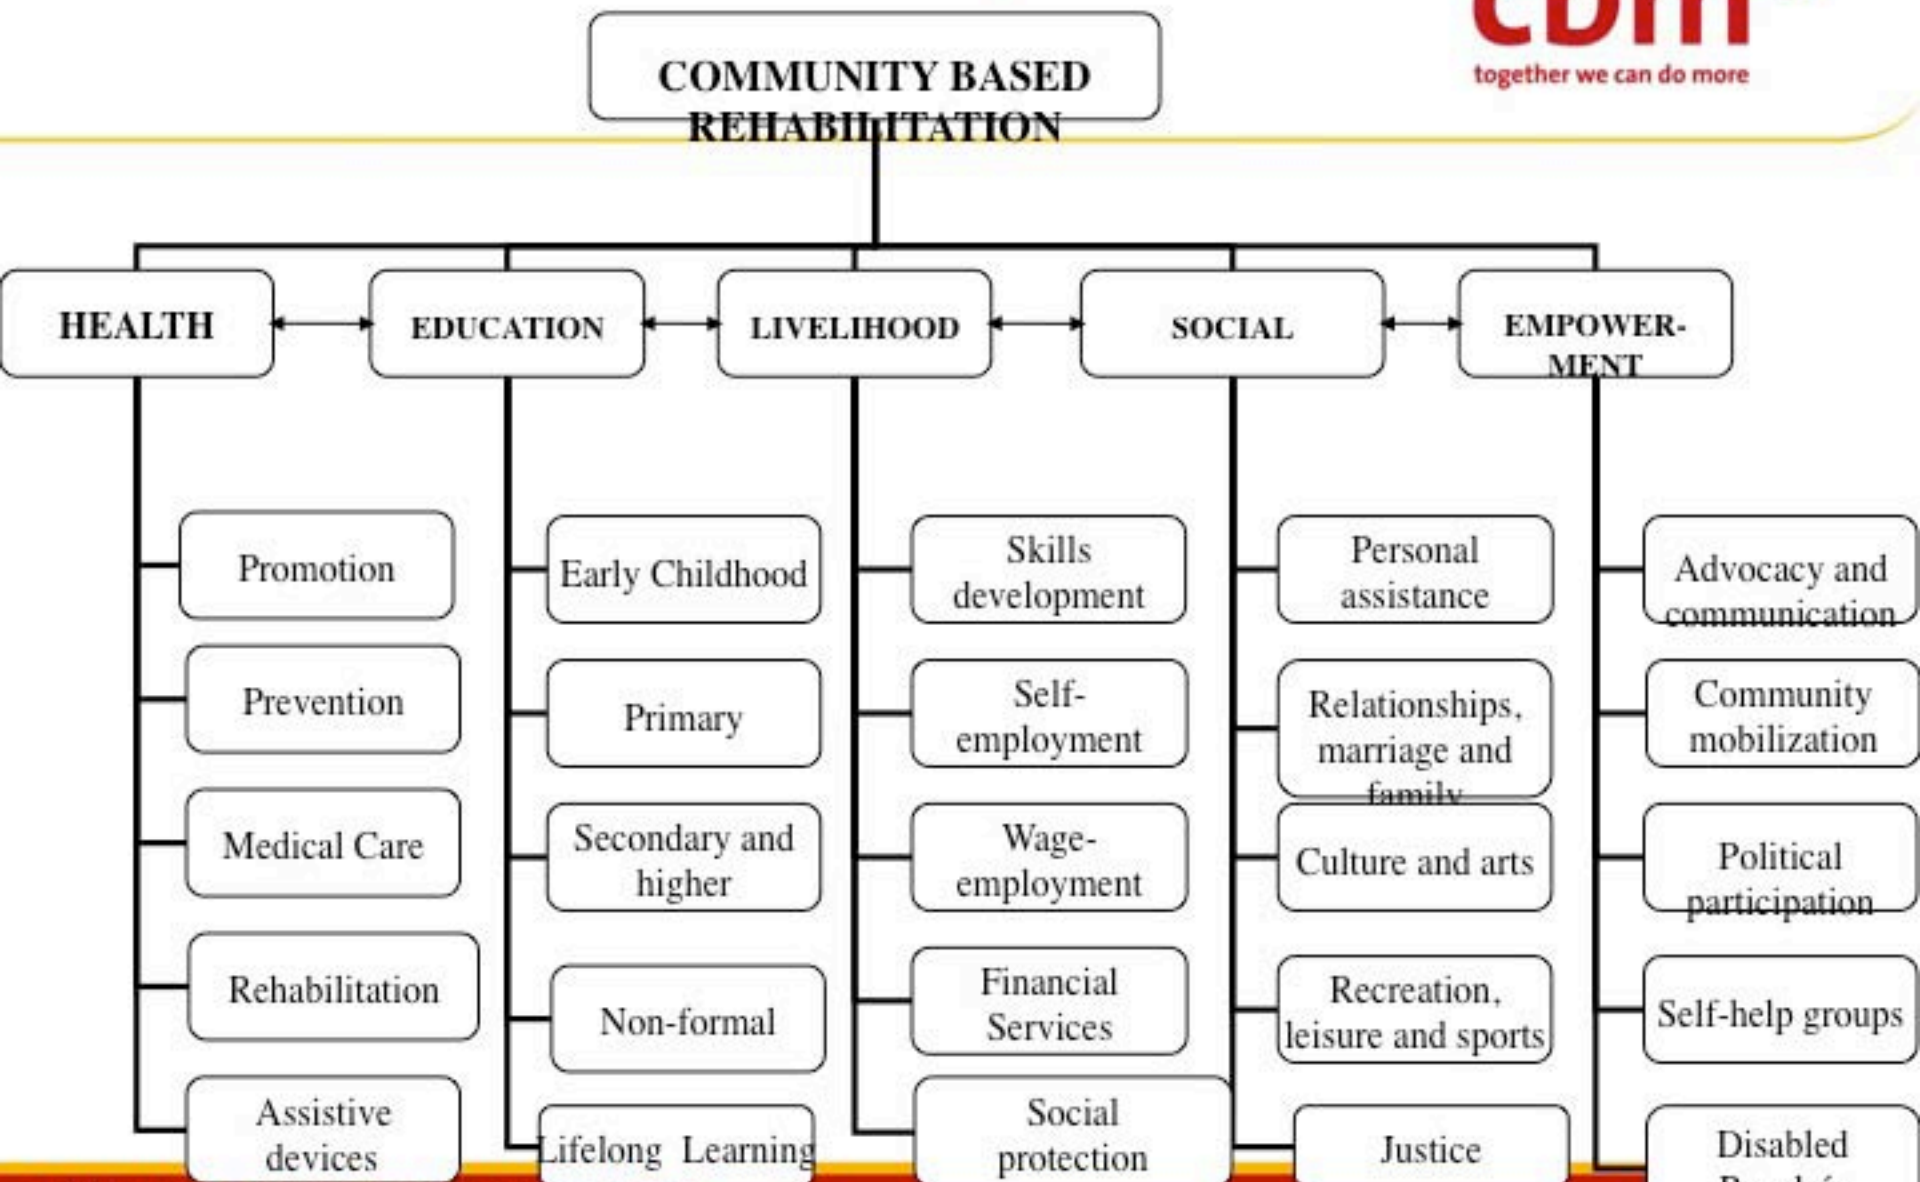 cbm
together we can do more
COMMUNITY BASED
REHABILITATION
HEALTH
EDUCATION
LIVELIHOOD
SOCIAL
EMPOWER-
MENT
Promotion
Prevention
Medical Care
Rehabilitation
Assistive
devices
Early Childhood
Primary
Secondary and
higher
Non-formal
Lifelong Learning
Skills
development
Self-
employment
Wage-
employment
Financial
Services
Social
protection
Personal
assistance
Relationships,
marriage and
family
Culture and arts
Recreation,
leisure and sports
Justice
Advocacy and
communication
Community
mobilization
Political
participation
Self-help groups
Disabled